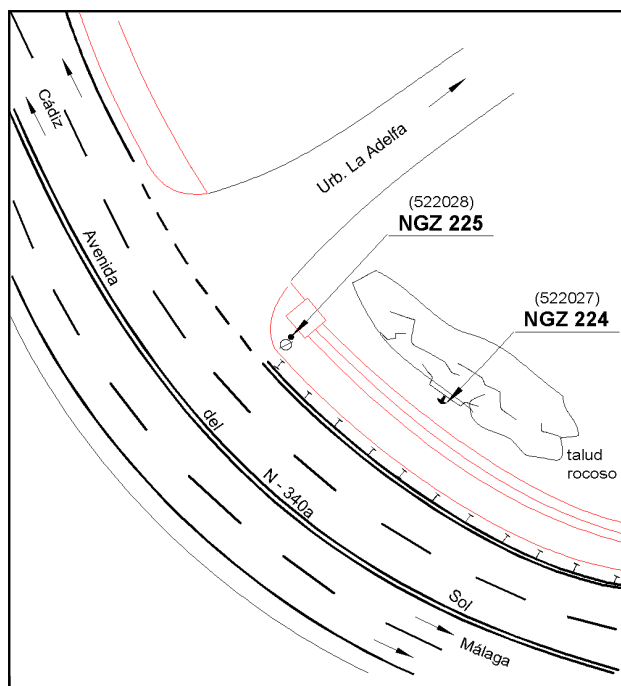 Cádiz
Urb. La Adelfa
(522028)
NGZ 225
Avenida
(522027)
NGZ 224
del
talud
rocoso
N - 340a
Sol
Málaga